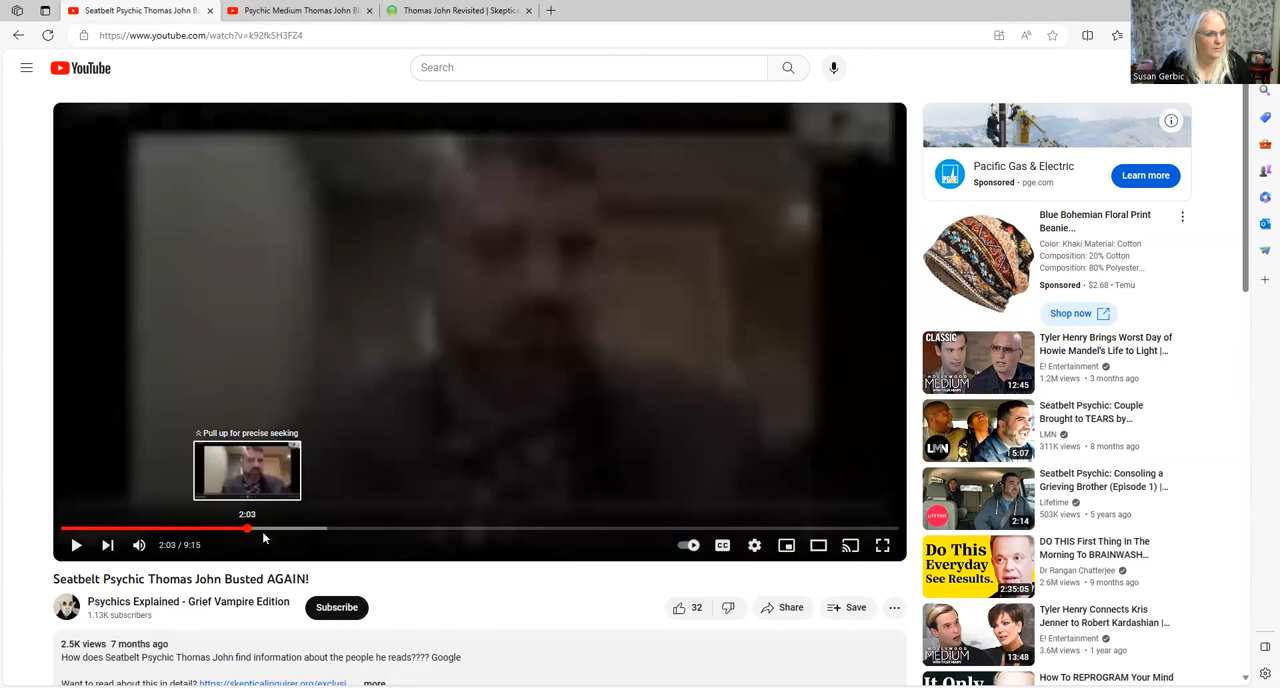 Seatbelt Psychic Thomas John Bu
Psychic Medium Thomas John Bl
Thomas John Revisited | Skeptica
https://www.youtube.com/watch?v=k92fkSH3FZ4
Susan Gerbic
YouTube
Search
Pull up for precise seeking
2:03
2:03 / 9:15
CC
Seatbelt Psychic Thomas John Busted AGAIN!
Psychics Explained - Grief Vampire Edition
1.13K subscribers
Subscribe
32
Share
Save
2.5K views 7 months ago
How does Seatbelt Psychic Thomas John find information about the people he reads???? Google
Want to read about this in detail? https://skepticalinquirer.org/exclusi... ...more
Pacific Gas & Electric
Sponsored · pge.com
Learn more
Blue Bohemian Floral Print
Beanie...
Color: Khaki Material: Cotton
Composition: 20% Cotton
Composition: 80% Polyester...
Sponsored · $2.68 · Temu
Shop now
CLASSIC
HOLLYWOOD
MEDIUM
12:45
Tyler Henry Brings Worst Day of
Howie Mandel's Life to Light |...
E! Entertainment
1.2M views · 3 months ago
LMN
5:07
Seatbelt Psychic: Couple
Brought to TEARS by...
LMN
311K views · 8 months ago
LIFETIME
2:14
Seatbelt Psychic: Consoling a
Grieving Brother (Episode 1) |...
Lifetime
503K views · 5 years ago
Do This
Everyday
See Results.
2:35:05
DO THIS First Thing In The
Morning To BRAINWASH...
Dr Rangan Chatterjee
2.6M views · 9 months ago
HOLLYWOOD
MEDIUM
13:48
Tyler Henry Connects Kris
Jenner to Robert Kardashian |...
E! Entertainment
3.6M views · 1 year ago
It Only
How To REPROGRAM Your Mind